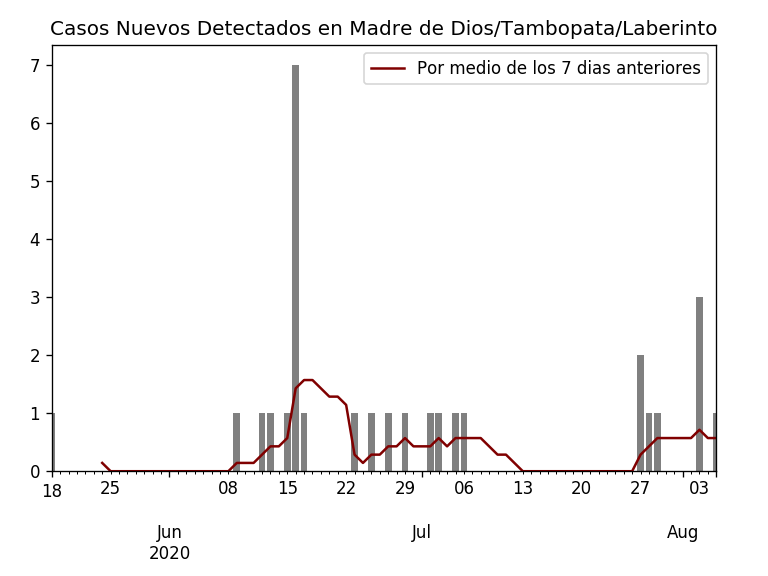 Casos Nuevos Detectados en Madre de Dios/Tambopata/Laberinto
Por medio de los 7 dias anteriores
7
6
5
4
3
2
1
0
18 25 08 15 22 29 06 13 20 27 03
Jun Jul Aug
2020